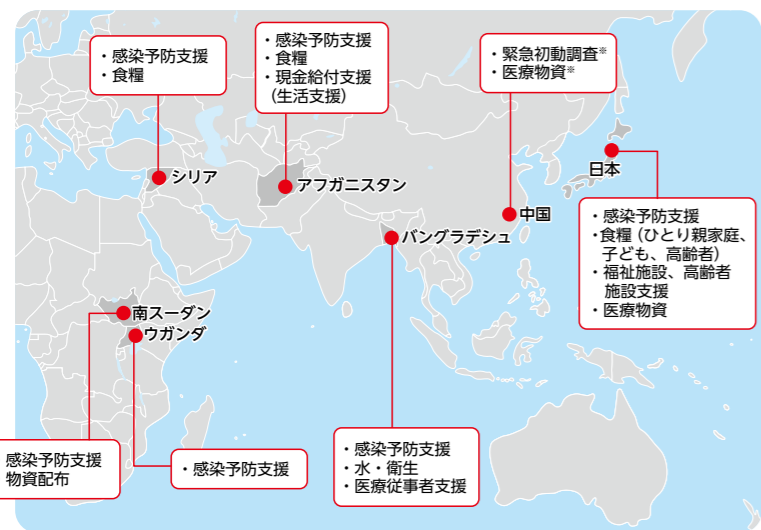 ・感染予防支援
・食糧
シリア
・感染予防支援
・食糧
・現金給付支援
（生活支援）
アフガニスタン
・緊急初動調査※
・医療物資※
中国
日本
・感染予防支援
・食糧（ひとり親家庭、
子ども、高齢者）
・福祉施設、高齢者
施設支援
・医療物資
バングラデシュ
・感染予防支援
・水・衛生
・医療従事者支援
南スーダン
感染予防支援
物資配布
ウガンダ
・感染予防支援